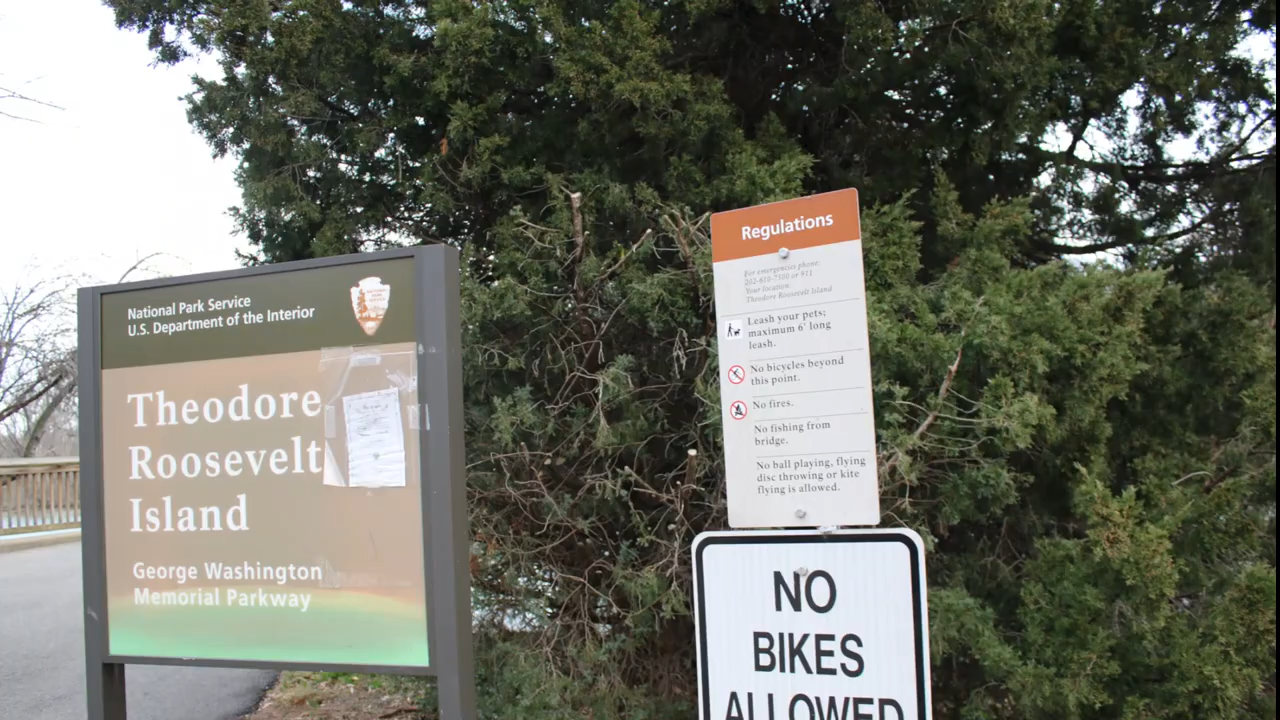 National Park Service
U.S. Department of the Interior
Theodore
Roosevelt
Island
George Washington
Memorial Parkway
Regulations
For emergencies phone:
202-610-7500 or 911
Your location:
Theodore Roosevelt Island
Leash your pets;
maximum 6' long
leash.
No bicycles beyond
this point.
No fires.
No fishing from
bridge.
No ball playing, flying
disc throwing or kite
flying is allowed.
NO
BIKES
ALLOWED